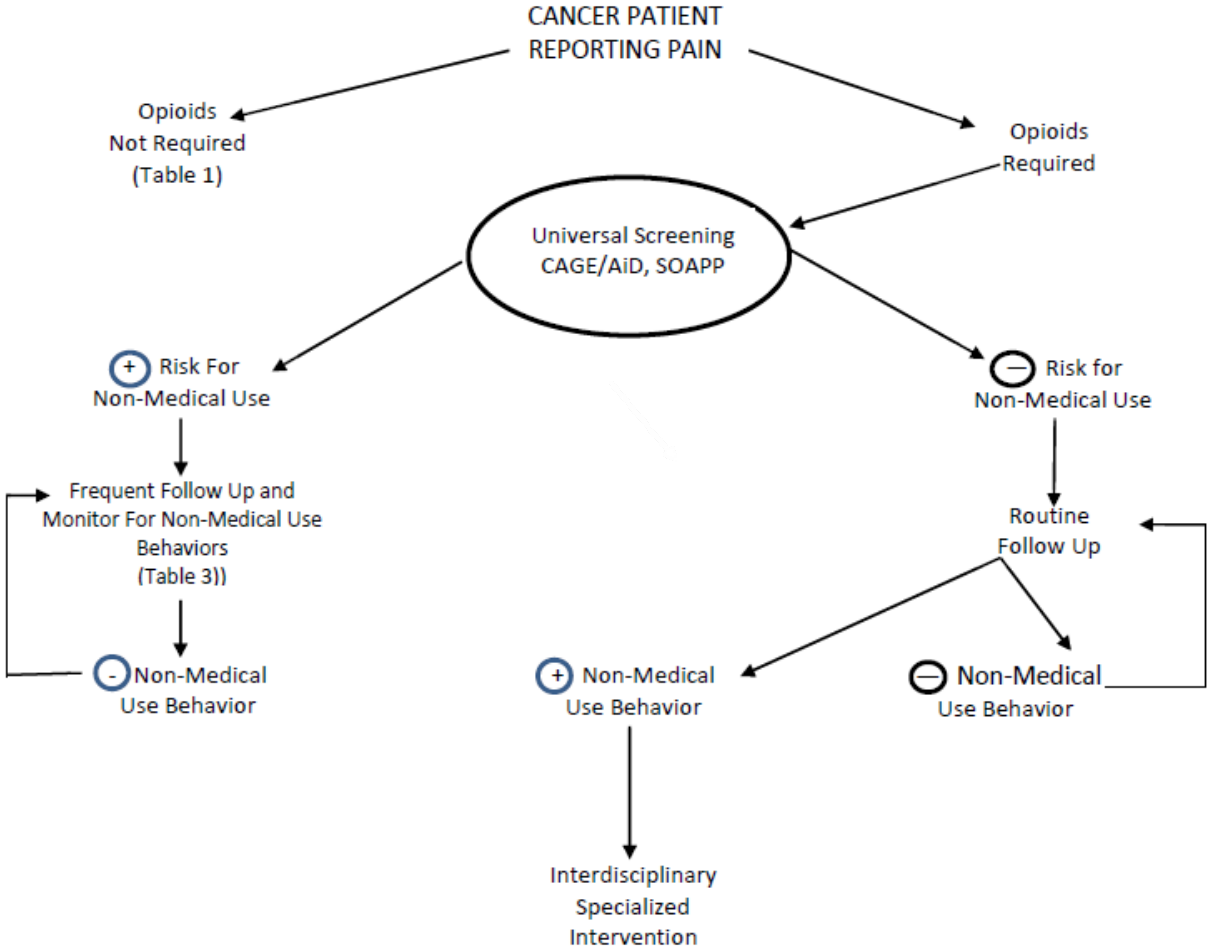 CANCER PATIENT
REPORTING PAIN
Opioids
Not Required
(Table 1)
Opioids
Required
Universal Screening
CAGE/AiD, SOAPP
+ Risk For
Non-Medical Use
— Risk for
Non-Medical Use
Frequent Follow Up and
Monitor For Non-Medical Use
Behaviors
(Table 3))
Routine
Follow Up
- Non-Medical
Use Behavior
+ Non-Medical
Use Behavior
— Non-Medical
Use Behavior
Interdisciplinary
Specialized
Intervention